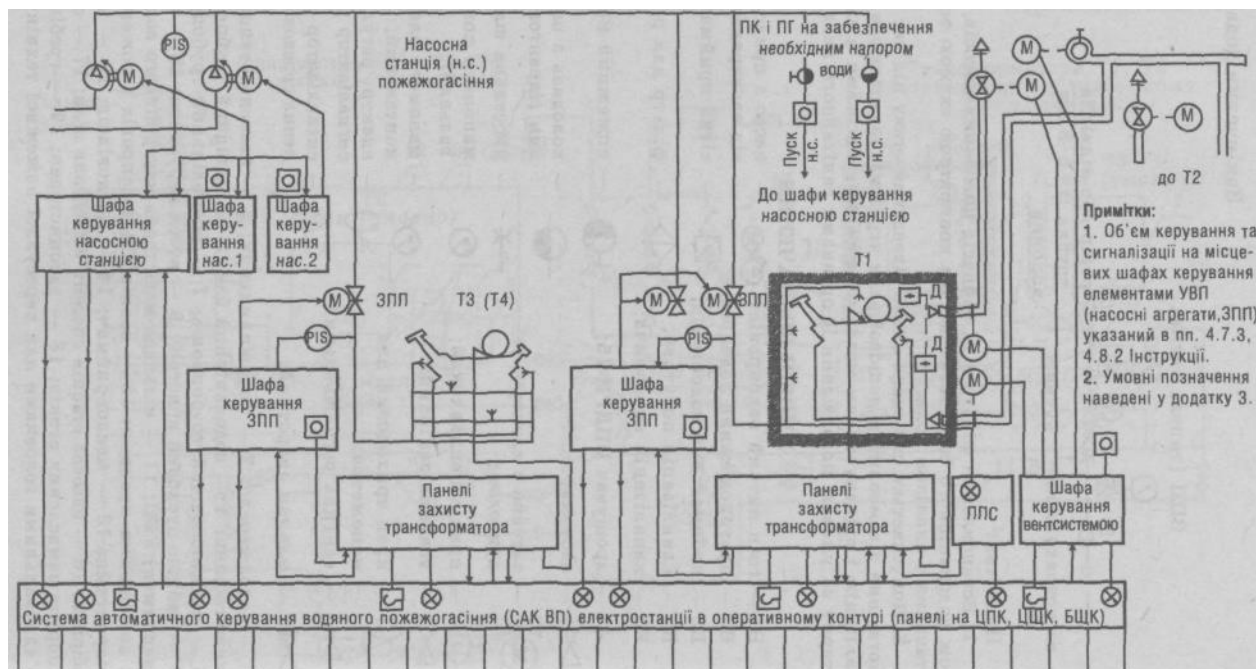 PIS
M
M
Насосна
станція (н.с.)
пожежогасіння
ПК і ПГ на забезпечення
необхідним напором
води
Пуск
н.с.
Пуск
н.с.
До шафи керування
насосною станцією
M
M
M
до Т2
Шафа
керування
насосною
станцією
Шафа
керу-
вання
нас.1
Шафа
керу-
вання
нас.2
Примітки:
1. Об’єм керування та
сигналізації на місце-
вих шафах керування
елементами УВП
(насосні агрегати,ЗПП)
указаний в пп. 4.7.3,
4.8.2 Інструкції.
2. Умовні позначення
наведені у додатку 3.
M
ЗПП
Т3 (Т4)
PIS
Шафа
керування
ЗПП
M
M
ЗПП
PIS
Шафа
керування
ЗПП
Т1
Д
Д
M
M
Панелі
захисту
трансформатора
Панелі
захисту
трансформатора
ППС
Шафа
керування
вентсистемою
Система автоматичного керування водяного пожежогасіння (САК ВП) електростанції в оперативному контурі (панелі на ЦПК, ЦЩК, БЩК)